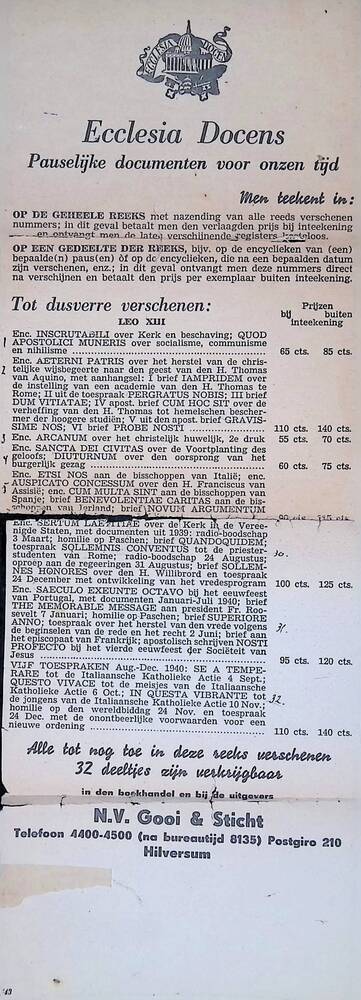 ECCLESIA DOCENS
Ecclesia Docens
Pauselijke documenten voor onzen tijd
Men teekent in:
OP DE GEHEELE REEKS met nazending van alle reeds verschenen
nummers; in dit geval betaalt men den verlaagden prijs bij inteekening
en ontvangt men de later verschijnende registers kosteloos.
OP EEN GEDEELTE DER REEKS, bijv. op de encyclieken van (een)
bepaalde(n) paus(en) òf op de encyclieken, die na een bepaalden datum
zijn verschenen, enz.; in dit geval ontvangt men deze nummers direct
na verschijnen en betaalt den prijs per exemplaar buiten inteekening.
Tot dusverre verschenen:
Prijzen
bij buiten
inteekening
LEO XIII
1 Enc. INSCRUTABILI over Kerk en beschaving; QUOD
APOSTOLICI MUNERIS over socialisme, communisme
en nihilisme 65 cts. 85 cts.
Enc. AETERNI PATRIS over het herstel van de chris-
telijke wijsbegeerte naar den geest van den H. Thomas
van Aquino, met aanhangsel: I brief IAMPRIDEM over
de instelling van een academie van den H. Thomas te
Rome; II uit de toespraak PERGRATUS NOBIS; III brief
DUM VITIATAE; IV apost. brief CUM HOC SIT over de
verheffing van den H. Thomas tot hemelschen bescher-
mer der hoogere studiën; V uit den apost. brief GRAVIS-
SIME NOS; VI brief PROBE NOSTI 110 cts. 140 cts.
3 Enc. ARCANUM over het christelijk huwelijk, 2e druk 55 cts. 70 cts.
Enc. SANCTA DEI CIVITAS over de Voortplanting des
geloofs; DIUTURNUM over den oorsprong van het
burgerlijk gezag 60 cts. 75 cts.
5 Enc. ETSI NOS aan de bisschoppen van Italië; enc.
AUSPICATO CONCESSUM over den H. Franciscus van
Assisië; enc. CUM MULTA SINT aan de bisschoppen van
Spanje; brief BENEVOLENTIAE CARITAS aan de bis-
schoppen van Ierland; brief NOVUM ARGUMENTUM
Enc. SERTUM LAETITIAE over de Kerk in de Veree-
nigde Staten, met documenten uit 1939: radio-boodschap
3 Maart; homilie op Paschen; brief QUANDOQUIDEM;
toespraak SOLLEMNIS CONVENTUS tot de priester-
studenten van Rome; radio-boodschap 24 Augustus; 30.
oproep aan de regeeringen 31 Augustus; brief SOLLEM-
NES HONORES over den H. Willibrord en toespraak
24 December met ontwikkeling van het vredesprogram 100 cts. 125 cts.
Enc. SAECULO EXEUNTE OCTAVO bij het eeuwfeest
van Portugal, met documenten Januari-Juli 1940; brief
THE MEMORABLE MESSAGE aan president Fr. Roo-
sevelt 7 Januari; homilie op Paschen; brief SUPERIORE
ANNO; toespraak over het herstel van den vrede volgens 31.
de beginselen van de rede en het recht 2 Juni; brief aan
het episcopaat van Frankrijk; apostolisch schrijven NOSTI
PROFECTO bij het vierde eeuwfeest der Sociëteit van
Jesus 95 cts. 120 cts.
VIJF TOESPRAKEN Aug.-Dec. 1940: SE A TEMPE-
RARE tot de Italiaansche Katholieke Actie 4 Sept.;
QUESTO VIVACE tot de meisjes van de Italiaansche
Katholieke Actie 6 Oct.; IN QUESTA VIBRANTE tot 32.
de jongens van de Italiaansche Katholieke Actie 10 Nov.;
homilie op den wereldbiddag 24 Nov. en toespraak
24 Dec. met de onontbeerlijke voorwaarden voor een
nieuwe ordening 110 cts. 140 cts.
Alle tot nog toe in deze reeks verschenen
32 deeltjes zijn verkrijgbaar
in den boekhandel en bij de uitgevers
N.V. Gooi & Sticht
Telefoon 4400-4500 (na bureautijd 8135) Postgiro 210
Hilversum
'43